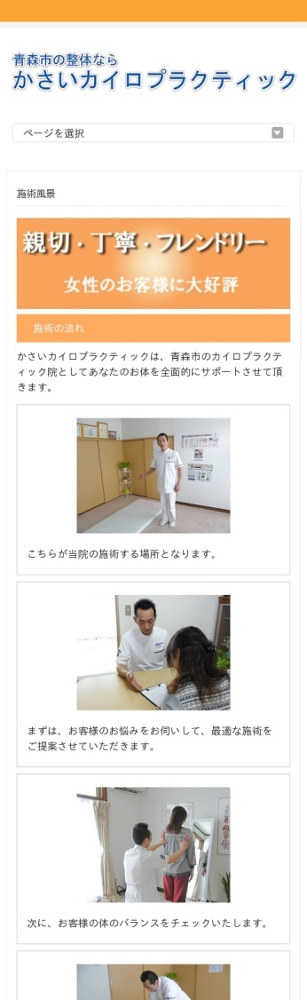 青森市の整体なら
かさいカイロプラクティック
ページを選択
施術風景
親切・丁寧・フレンドリー
女性のお客様に大好評
施術の流れ
かさいカイロプラクティックは、青森市のカイロプラクテ
ィック院としてあなたのお体を全面的にサポートさせて頂
きます。
こちらが当院の施術する場所となります。
まずは、お客様のお悩みをお伺いして、最適な施術を
ご提案させていただきます。
次に、お客様の体のバランスをチェックいたします。